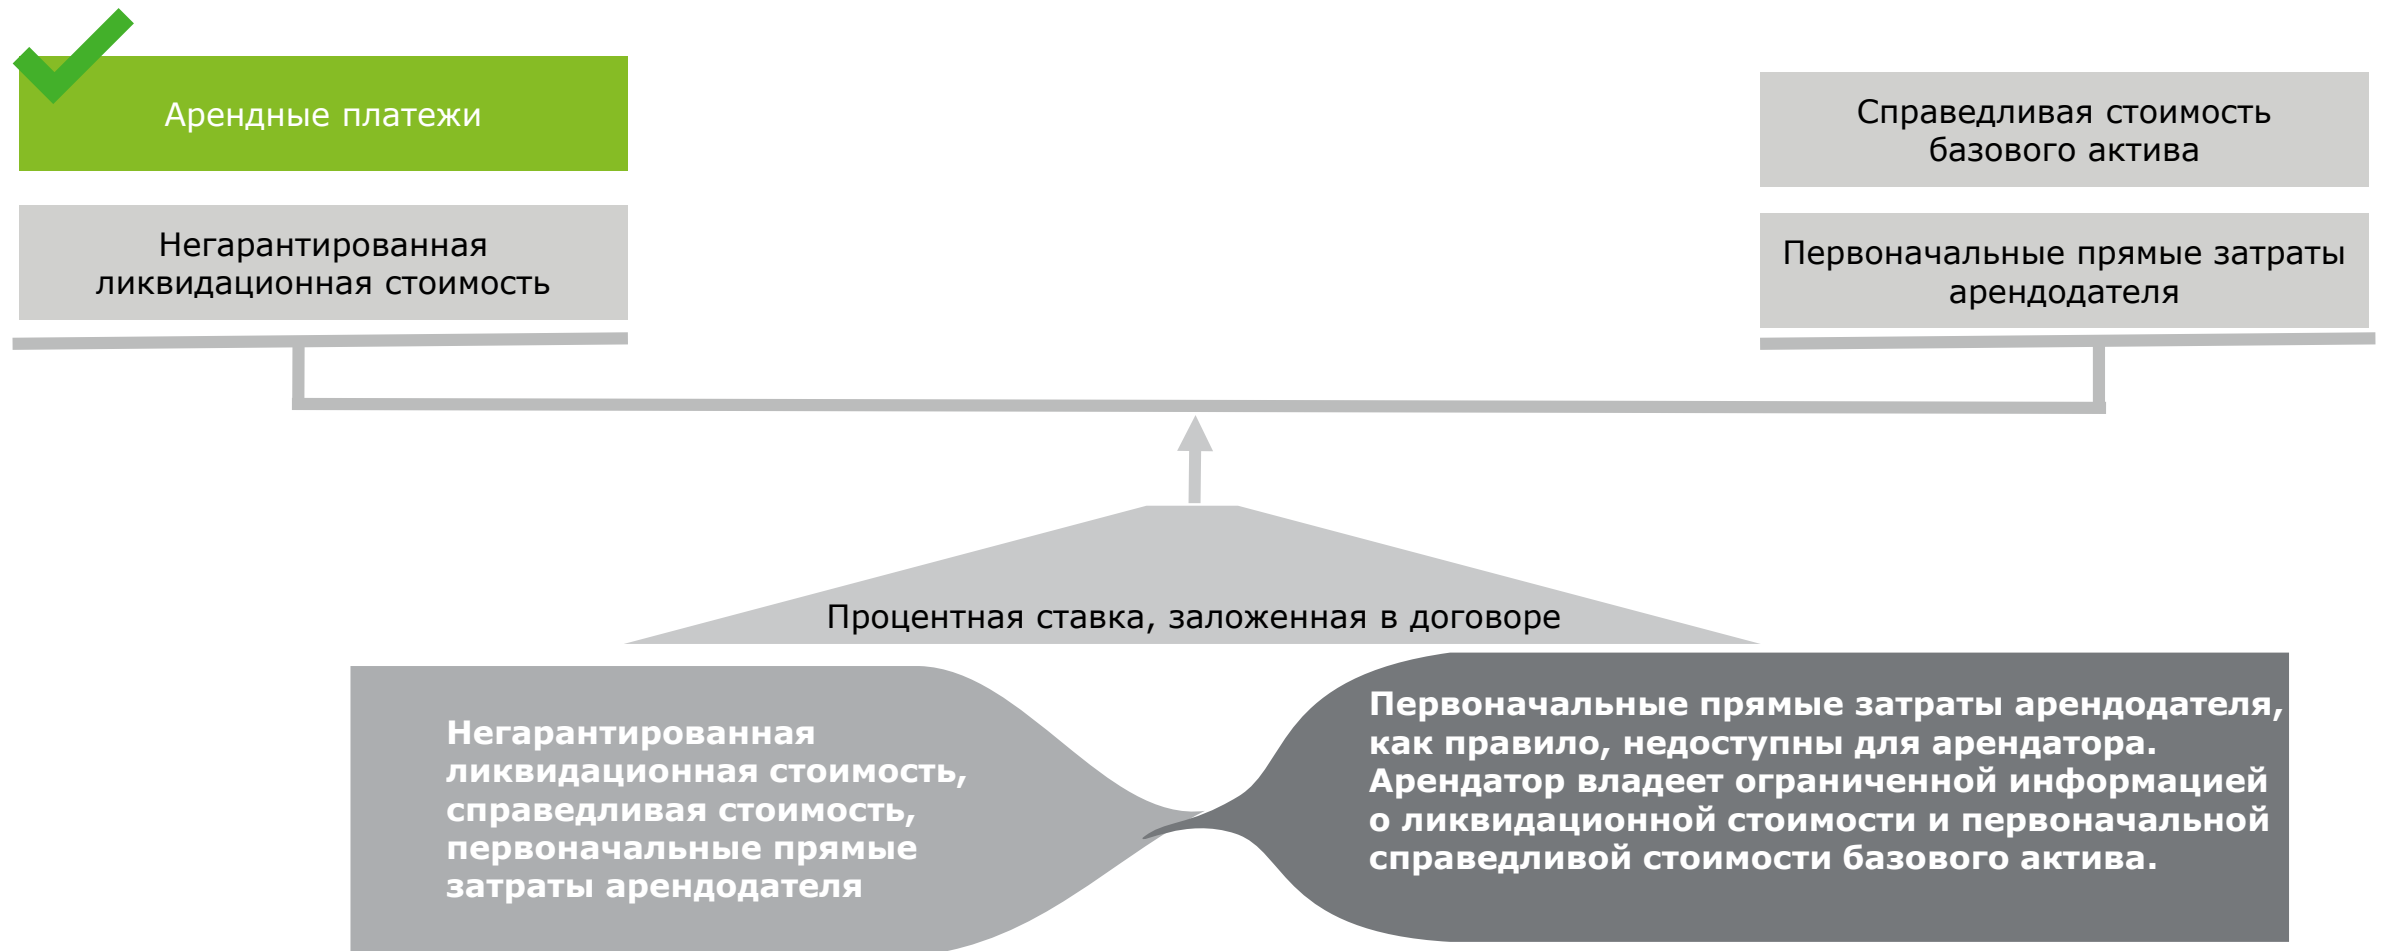 Арендные платежи
Негарантированная
ликвидационная стоимость
Справедливая стоимость
базового актива
Первоначальные прямые затраты
арендодателя
Процентная ставка, заложенная в договоре
Негарантированная
ликвидационная стоимость,
справедливая стоимость,
первоначальные прямые
затраты арендодателя
Первоначальные прямые затраты арендодателя,
как правило, недоступны для арендатора.
Арендатор владеет ограниченной информацией
о ликвидационной стоимости и первоначальной
справедливой стоимости базового актива.